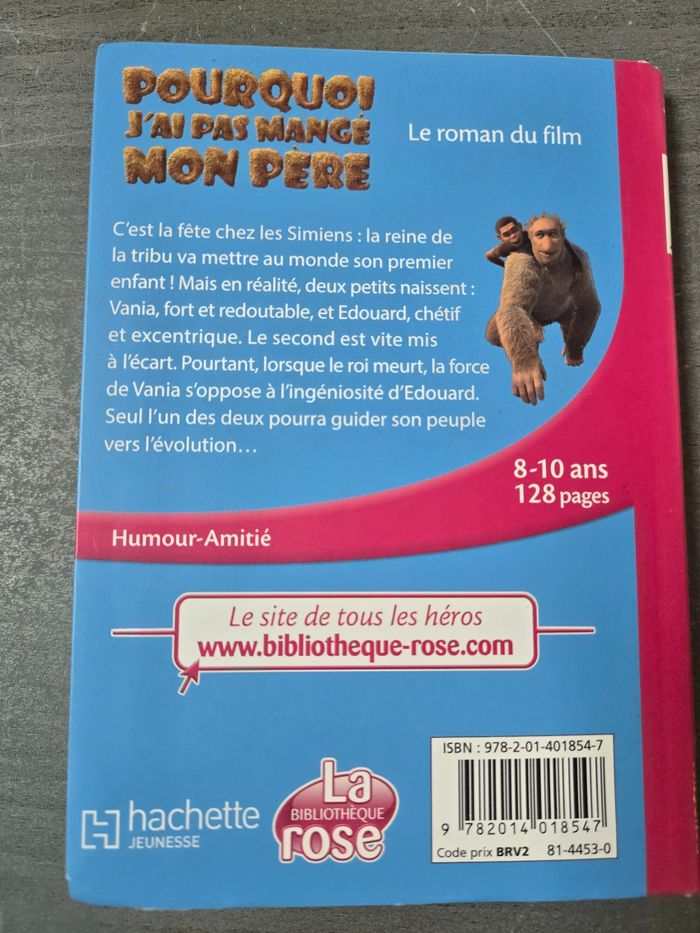 POURQUOI
J'AI PAS MANGÉ
MON PÈRE
Le roman du film
C'est la fête chez les Simiens : la reine de
la tribu va mettre au monde son premier
enfant ! Mais en réalité, deux petits naissent :
Vania, fort et redoutable, et Edouard, chétif
et excentrique. Le second est vite mis
à l'écart. Pourtant, lorsque le roi meurt, la force
de Vania s'oppose à l'ingéniosité d'Edouard.
Seul l'un des deux pourra guider son peuple
vers l'évolution…
8-10 ans
128 pages
Humour-Amitié
Le site de tous les héros
www.bibliotheque-rose.com
hachette
JEUNESSE
La
BIBLIOTHÈQUE
rose
ISBN : 978-2-01-401854-7
9 782014 018547
Code prix BRV2 81-4453-0